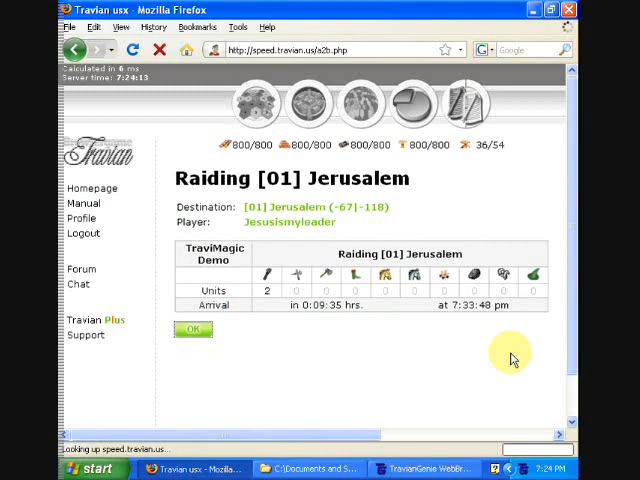 Travian usx - Mozilla Firefox
File Edit View History Bookmarks Tools Help
http://speed.travian.us/a2b.php
Google
Calculated in 6 ms
Server time: 7:24:13
Travian
800/800 800/800 800/800 800/800 36/54
Homepage
Manual
Profile
Logout
Forum
Chat
Travian Plus
Support
Raiding [01] Jerusalem
Destination: [01] Jerusalem (-67|-118)
Player: Jesusismyleader
TraviMagic Demo
Raiding [01] Jerusalem
Units 2 0 0 0 0 0 0 0 0 0
Arrival in 0:09:35 hrs. at 7:33:48 pm
OK
Looking up speed.travian.us...
start
Travian usx - Mozilla...
C:\Documents and S...
TravianGenie WebBr...
7:24 PM